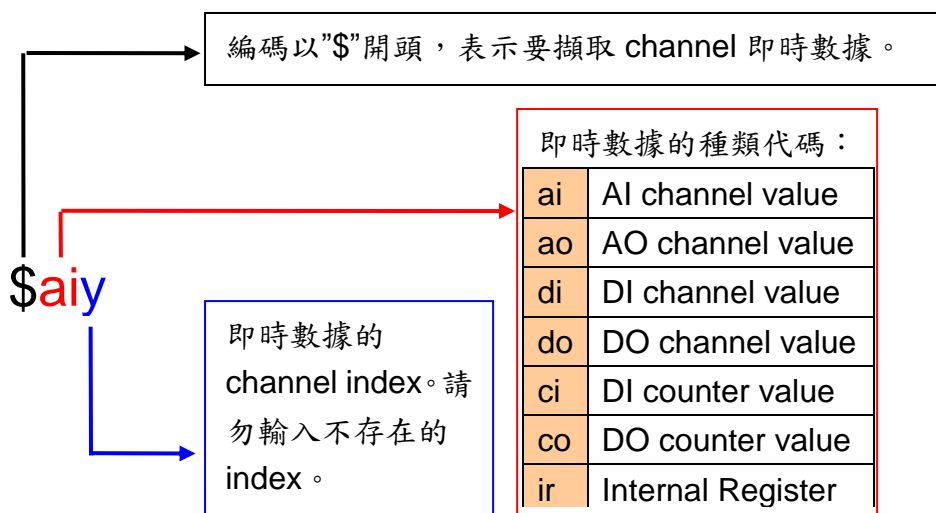 編碼以”$”開頭，表示要擷取 channel 即時數據。
即時數據的種類代碼：
ai AI channel value
ao AO channel value
di DI channel value
do DO channel value
ci DI counter value
co DO counter value
ir Internal Register
$aiy
即時數據的
channel index。請
勿輸入不存在的
index。